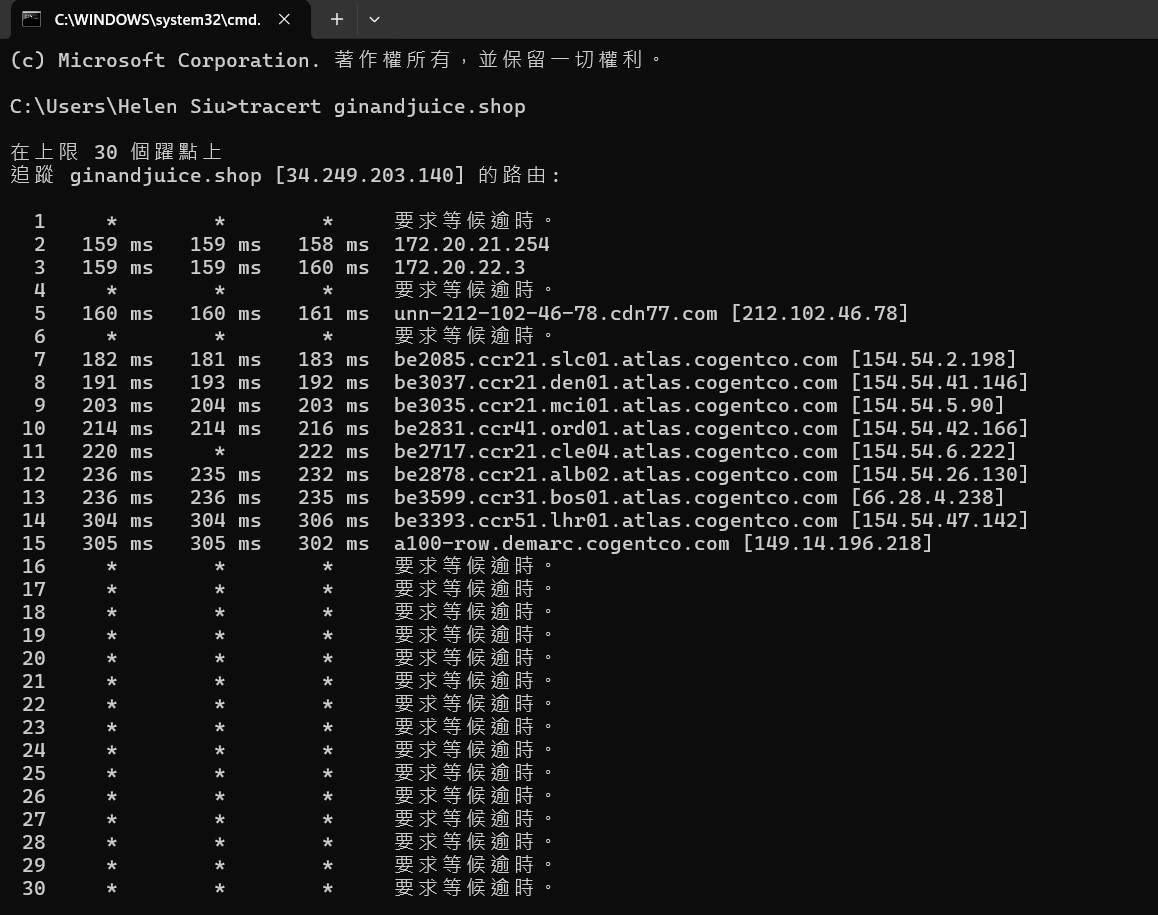 C:\WINDOWS\system32\cmd.
(c) Microsoft Corporation. 著作權所有，並保留一切權利。
C:\Users\Helen Siu>tracert ginandjuice.shop
在上限 30 個躍點上
追蹤 ginandjuice.shop [34.249.203.140] 的路由:
1 * * * 要求等候逾時。
2 159 ms 159 ms 158 ms 172.20.21.254
3 159 ms 159 ms 160 ms 172.20.22.3
4 * * * 要求等候逾時。
5 160 ms 160 ms 161 ms unn-212-102-46-78.cdn77.com [212.102.46.78]
6 * * * 要求等候逾時。
7 182 ms 181 ms 183 ms be2085.ccr21.slc01.atlas.cogentco.com [154.54.2.198]
8 191 ms 193 ms 192 ms be3037.ccr21.den01.atlas.cogentco.com [154.54.41.146]
9 203 ms 204 ms 203 ms be3035.ccr21.mci01.atlas.cogentco.com [154.54.5.90]
10 214 ms 214 ms 216 ms be2831.ccr41.ord01.atlas.cogentco.com [154.54.42.166]
11 220 ms * 222 ms be2717.ccr21.cle04.atlas.cogentco.com [154.54.6.222]
12 236 ms 235 ms 232 ms be2878.ccr21.alb02.atlas.cogentco.com [154.54.26.130]
13 236 ms 236 ms 235 ms be3599.ccr31.bos01.atlas.cogentco.com [66.28.4.238]
14 304 ms 304 ms 306 ms be3393.ccr51.lhr01.atlas.cogentco.com [154.54.47.142]
15 305 ms 305 ms 302 ms a100-row.demarc.cogentco.com [149.14.196.218]
16 * * * 要求等候逾時。
17 * * * 要求等候逾時。
18 * * * 要求等候逾時。
19 * * * 要求等候逾時。
20 * * * 要求等候逾時。
21 * * * 要求等候逾時。
22 * * * 要求等候逾時。
23 * * * 要求等候逾時。
24 * * * 要求等候逾時。
25 * * * 要求等候逾時。
26 * * * 要求等候逾時。
27 * * * 要求等候逾時。
28 * * * 要求等候逾時。
29 * * * 要求等候逾時。
30 * * * 要求等候逾時。